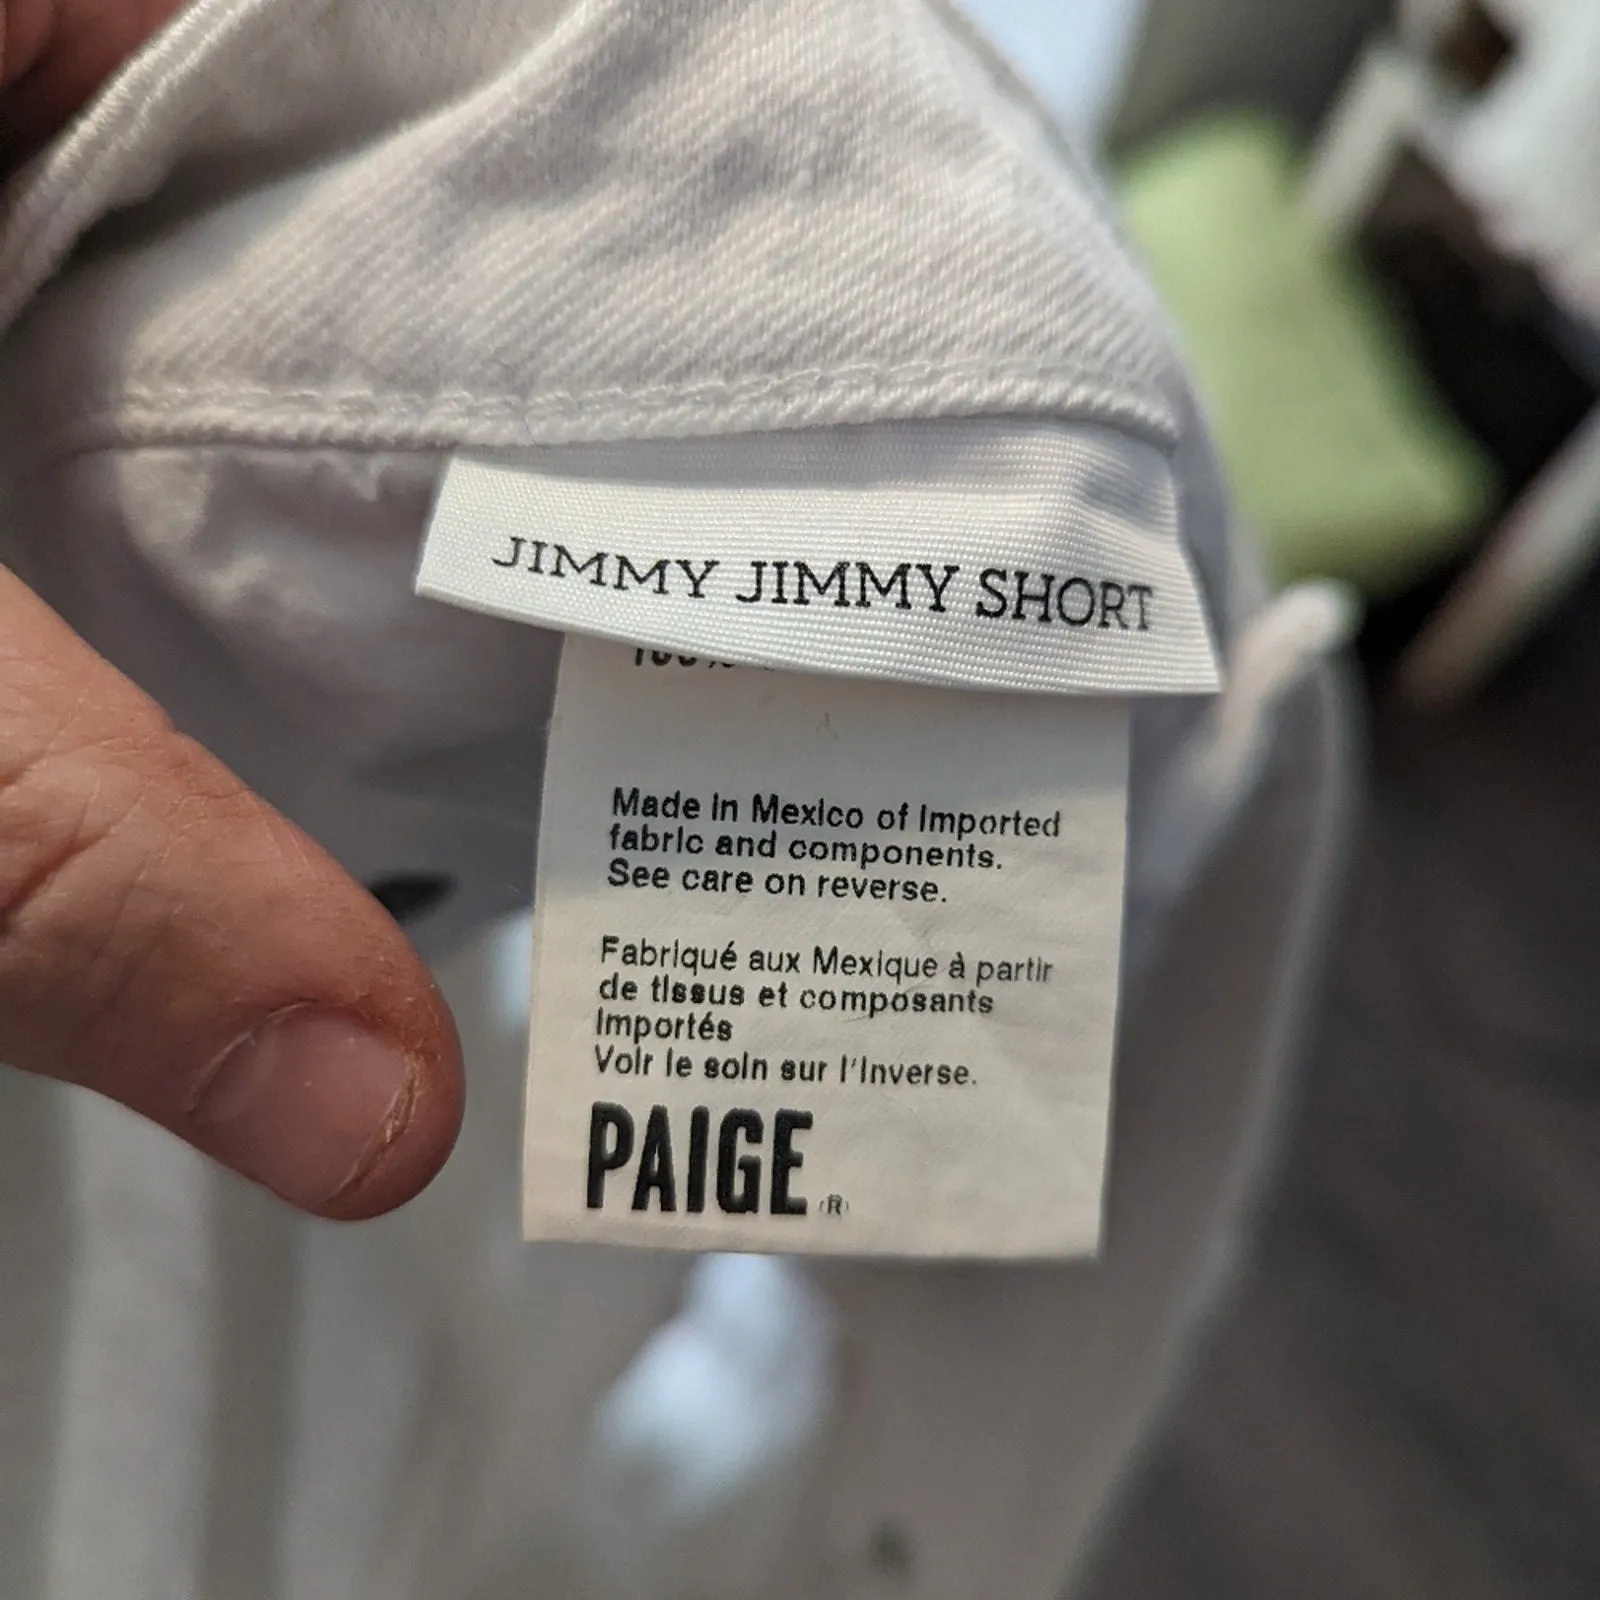 JIMMY JIMMY SHORT
100%
Made in Mexico of Imported
fabric and components.
See care on reverse.
Fabriqué aux Mexique à partir
de tissus et composants
Importés
Voir le soin sur l'inverse.
PAIGE®